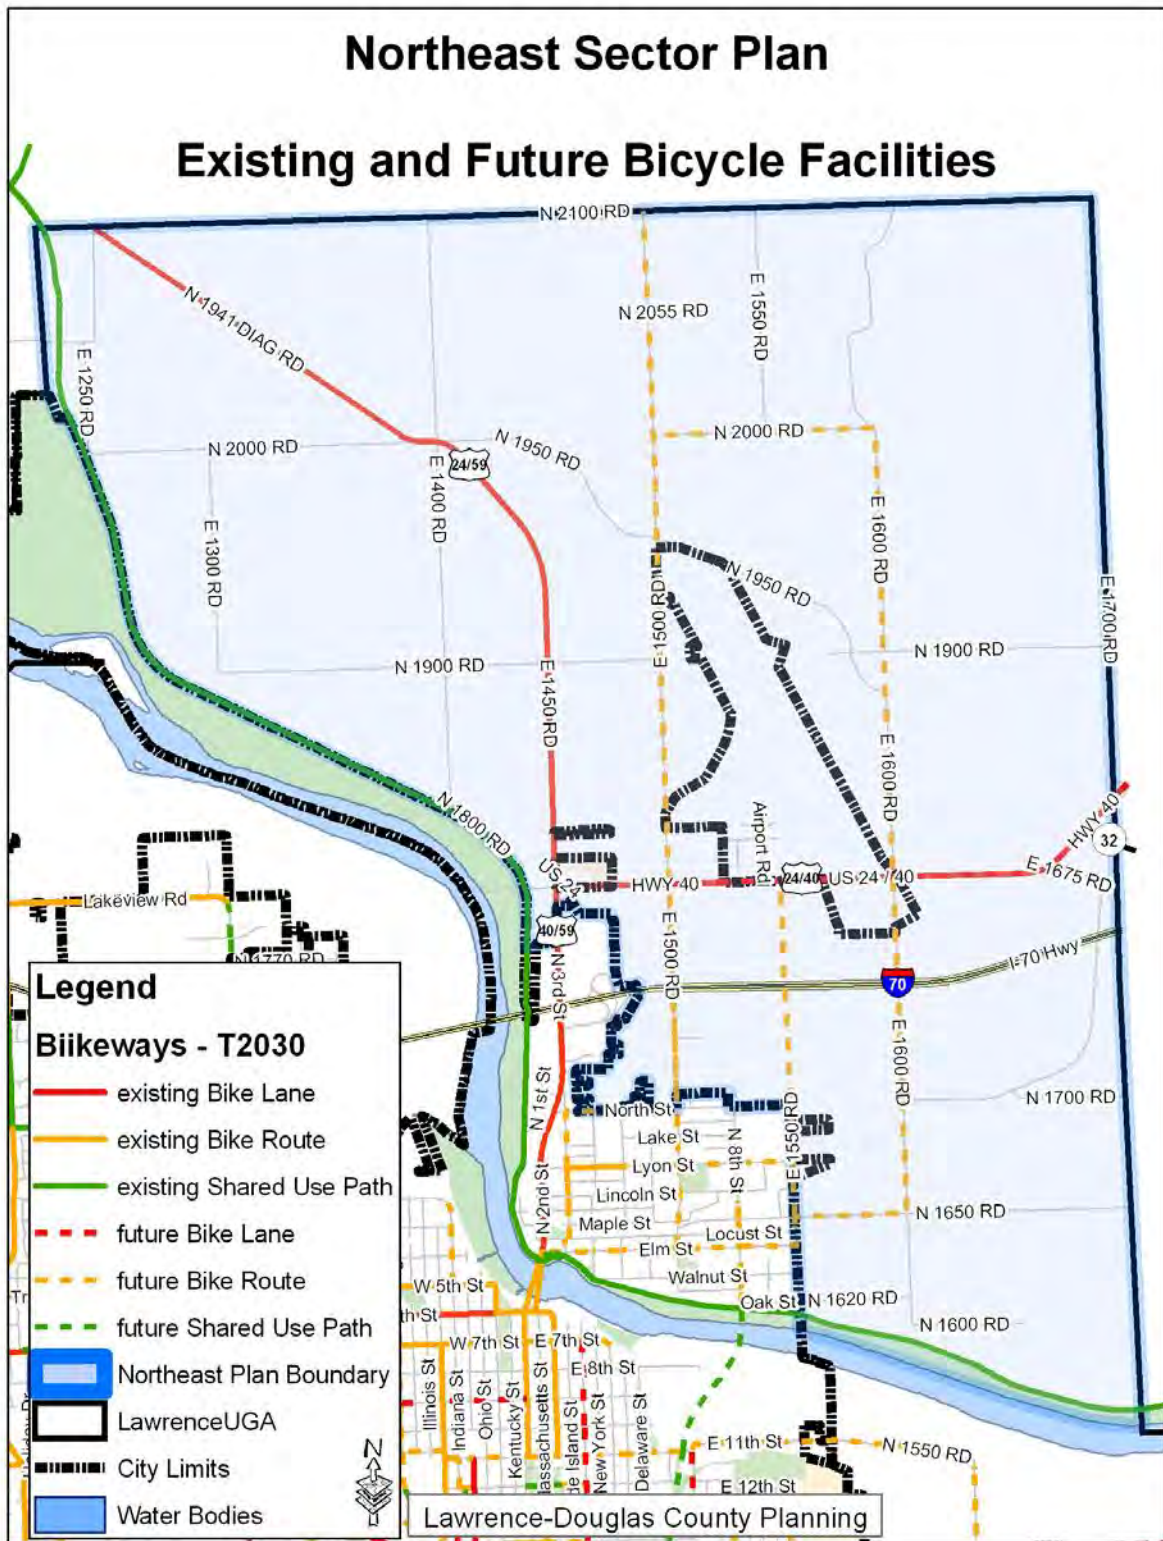 Northeast Sector Plan
Existing and Future Bicycle Facilities
N 2100 RD
N 1941 DIAG RD
N 2055 RD
E 1550 RD
E 1250 RD
N 2000 RD
24/59
N 1950 RD
N 2000 RD
E 1300 RD
E 1400 RD
E 1600 RD
N 1950 RD
E 1500 RD
E 1700 RD
N 1900 RD
N 1900 RD
E 1450 RD
E 1600 RD
N 1800 RD
Airport Rd
HWY 40
32
US 24
HWY 40
24/40
US 24 / 40
E 1675 RD
Lakeview Rd
40/59
E 1500 RD
N 1770 RD
N 3rd St
I-70 Hwy
70
E 1600 RD
N 1st St
N 1700 RD
North St
Lake St
N 8th St
E 1550 RD
Lyon St
N 2nd St
Lincoln St
Maple St
Locust St
N 1650 RD
Elm St
Walnut St
W 5th St
Oak St
N 1620 RD
th St
N 1600 RD
W 7th St
E 7th St
E 8th St
Illinois St
Indiana St
Ohio St
Kentucky St
lassachusetts St
de Island St
New York St
Delaware St
E 11th St
N 1550 RD
E 12th St
Tr
Legend
Biikeways - T2030
existing Bike Lane
existing Bike Route
existing Shared Use Path
future Bike Lane
future Bike Route
future Shared Use Path
Northeast Plan Boundary
LawrenceUGA
City Limits
Water Bodies
N
Lawrence-Douglas County Planning